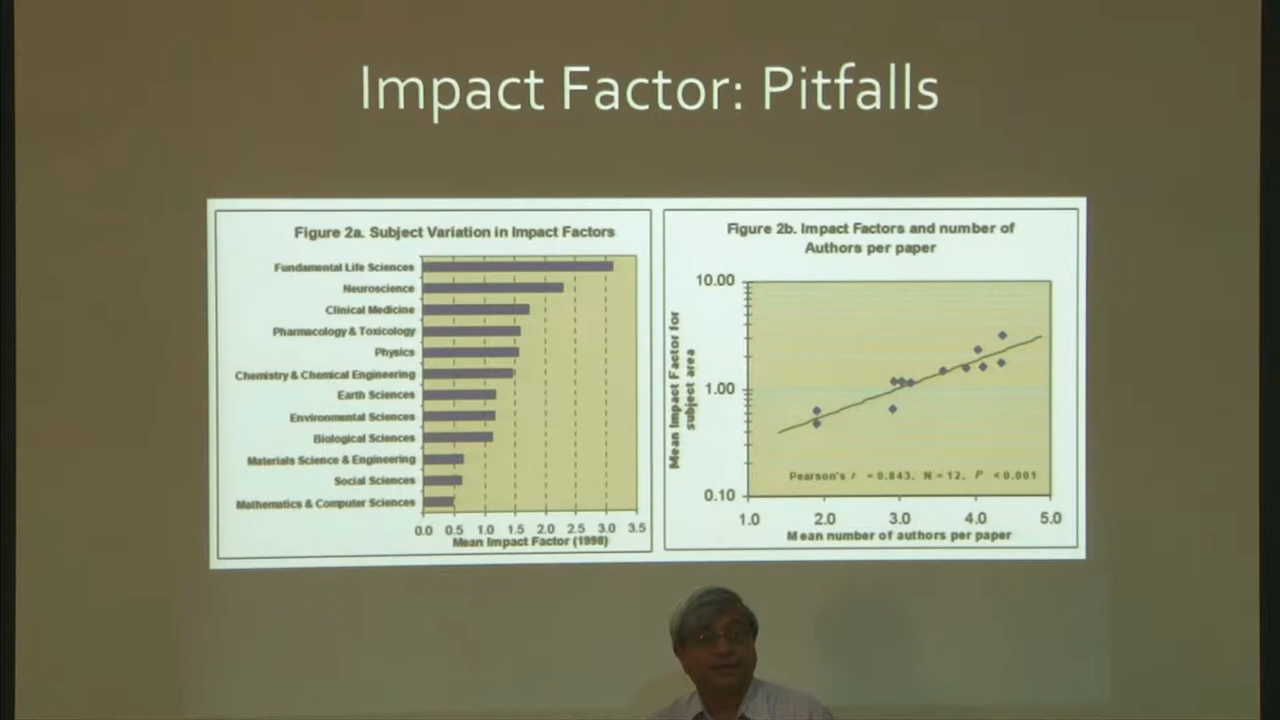 Impact Factor: Pitfalls
Figure 2a. Subject Variation in Impact Factors
Fundamental Life Sciences
Neuroscience
Clinical Medicine
Pharmacology & Toxicology
Physics
Chemistry & Chemical Engineering
Earth Sciences
Environmental Sciences
Biological Sciences
Materials Science & Engineering
Social Sciences
Mathematics & Computer Sciences
0.0 0.5 1.0 1.5 2.0 2.5 3.0 3.5
Mean Impact Factor (1998)
Figure 2b. Impact Factors and number of
Authors per paper
Mean Impact Factor for
subject area
10.00
1.00
0.10
Pearson's r = 0.843, N = 12, P < 0.001
1.0 2.0 3.0 4.0 5.0
Mean number of authors per paper